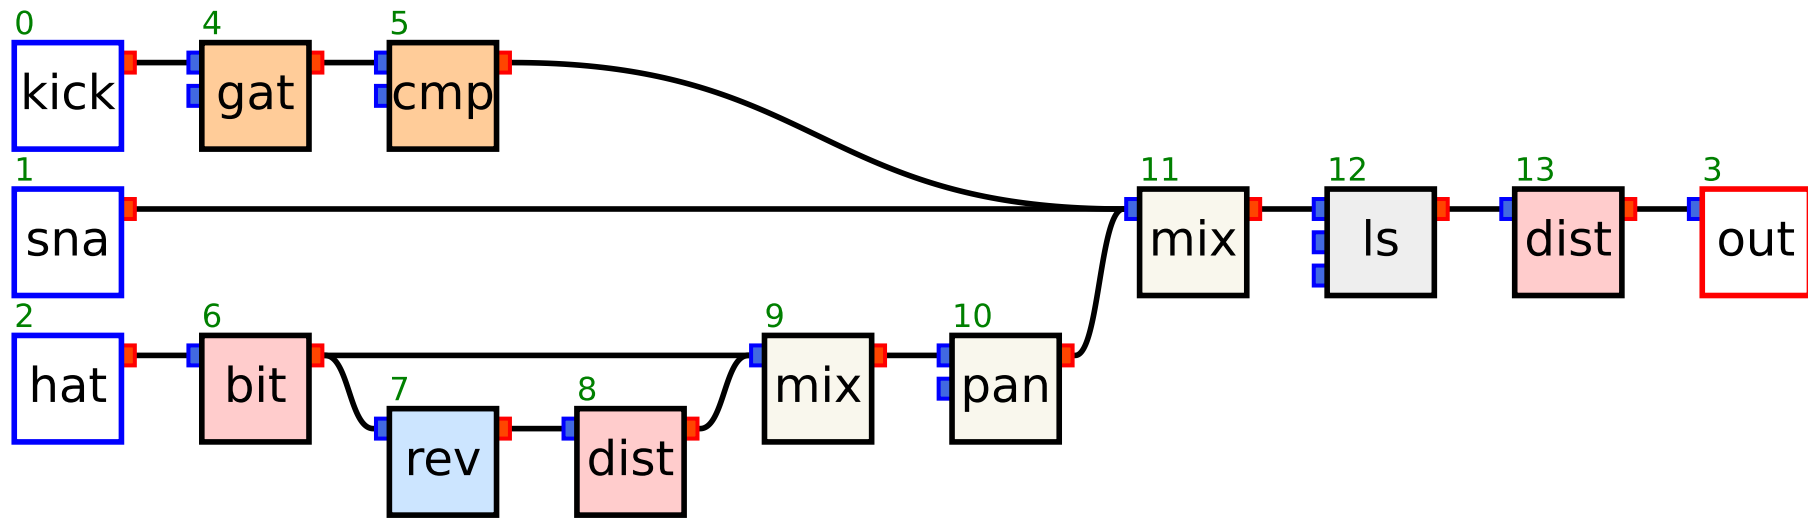 0 4 5
kick gat cmp
1 11 12 13 3
sna mix ls dist out
2 6 9 10
hat bit mix pan
7 8
rev dist